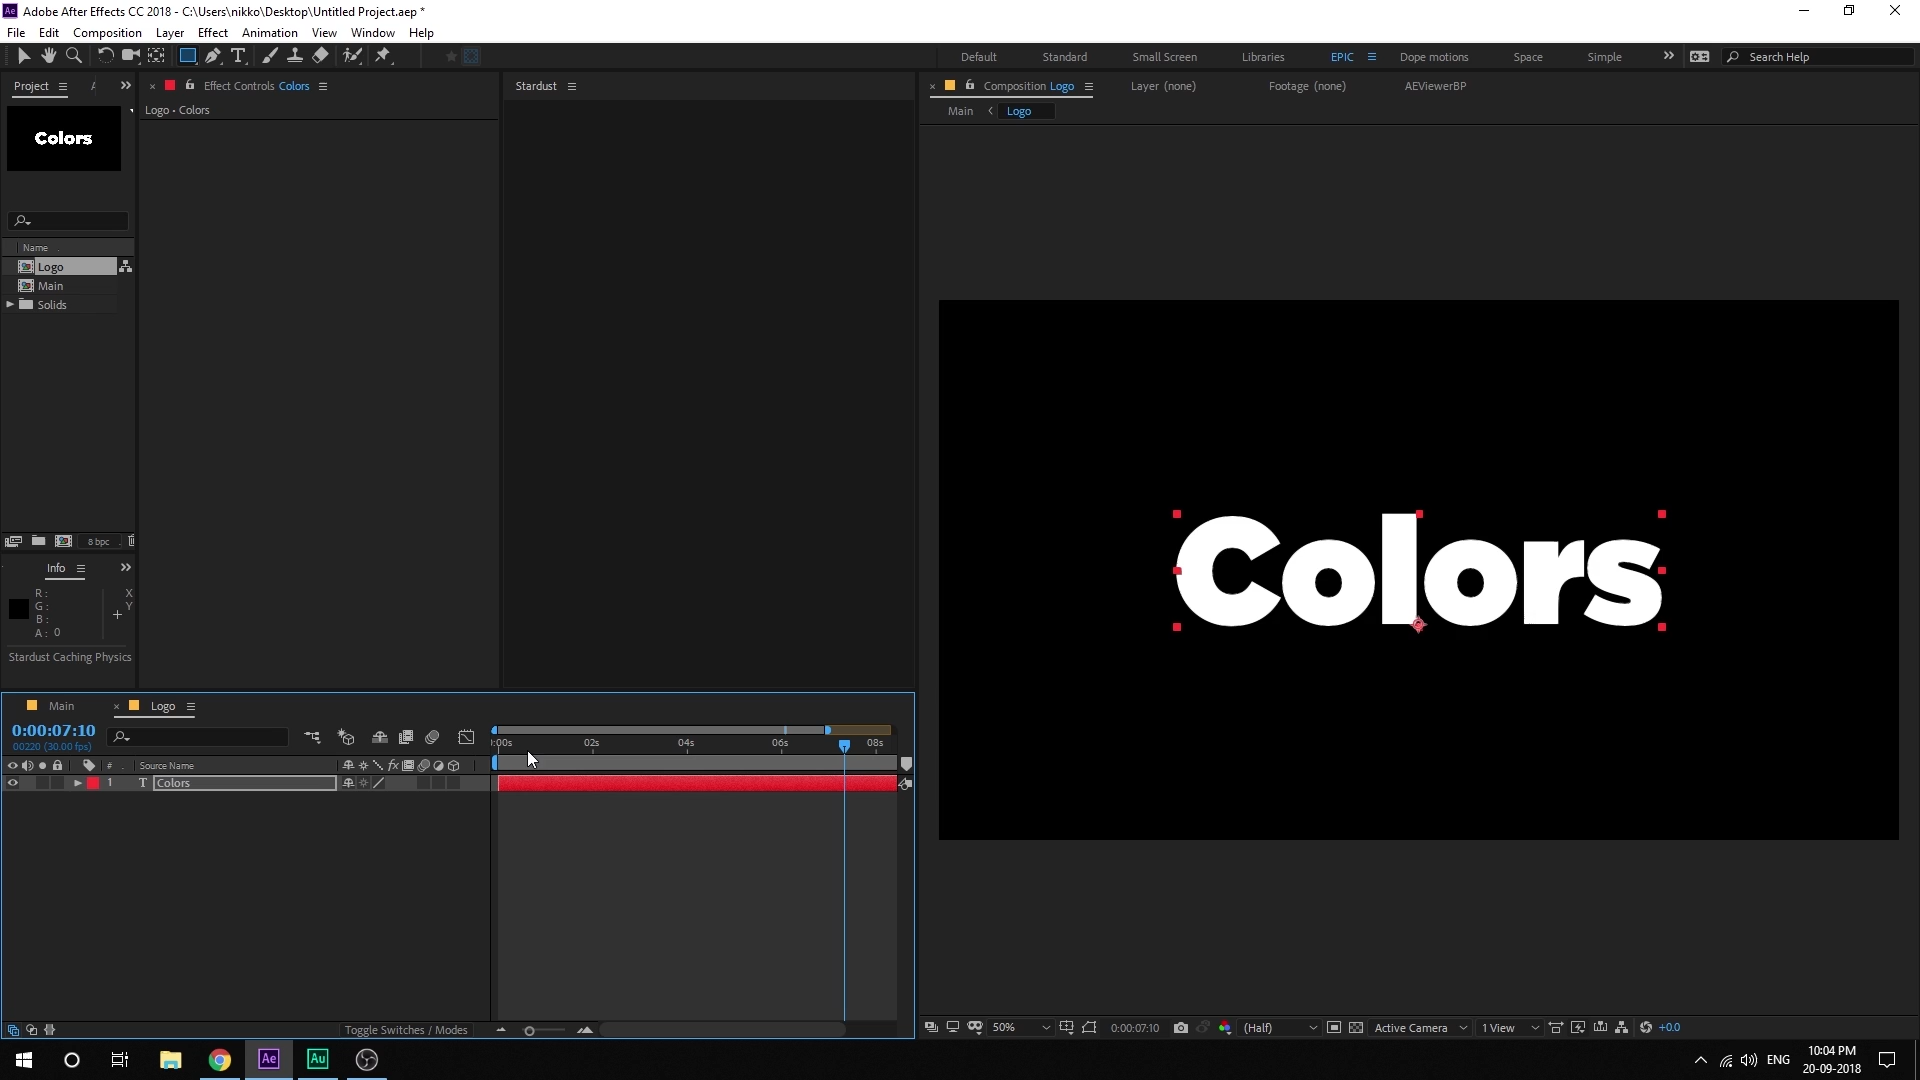 Adobe After Effects CC 2018 - C:\Users\nikko\Desktop\Untitled Project.aep *
File Edit Composition Layer Effect Animation View Window Help
Default Standard Small Screen Libraries EPIC Dope motions Space Simple Search Help
Project Effect Controls Colors Stardust Composition Logo Layer (none) Footage (none) AEViewerBP
Logo • Colors
Main Logo
Colors
Name
Logo
Main
Solids
8 bpc
Info
R :
G :
B :
A : 0
X
Y
Stardust Caching Physics
Colors
Main Logo
0:00:07:10
00220 (30.00 fps)
:00s 02s 04s 06s 08s
# Source Name
1 T Colors
Toggle Switches / Modes
50% 0:00:07:10 (Half) Active Camera 1 View +0.0
Ae Au
ENG
10:04 PM
20-09-2018